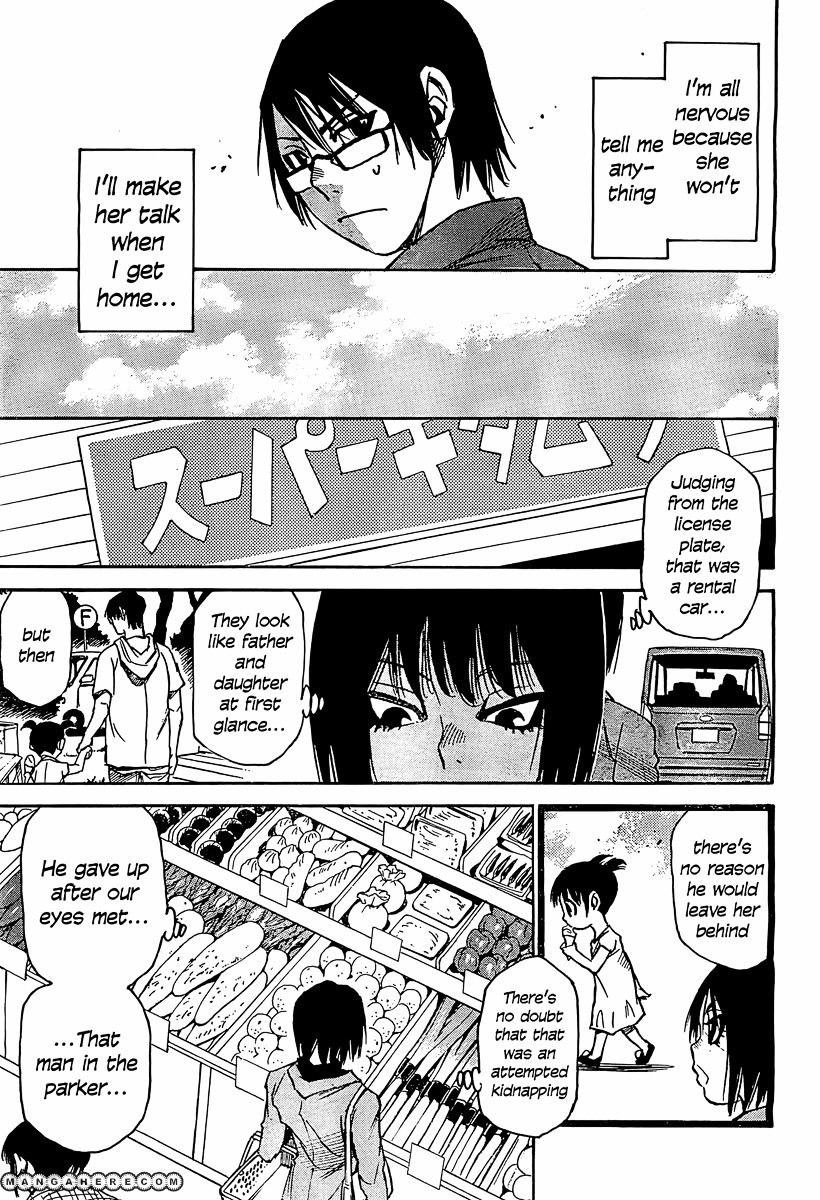 I'm all
nervous
because
she
won't
tell me
any-
thing
I'll make
her talk
when
I get
home...
スーパーキタムラ
Judging
from the
license
plate,
that was
a rental
car...
They look
like father
and
daughter
at first
glance...
but
then
F
there's
no reason
he would
leave her
behind
There's
no doubt
that that
was an
attempted
kidnapping
He gave up
after our
eyes met...
...That
man in the
parker...
MANGAHERE.COM